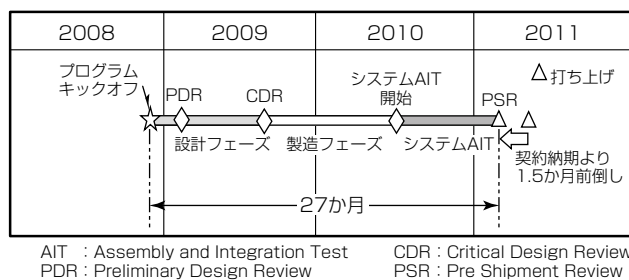 2008
2009
2010
2011
プログラム
キックオフ
PDR
CDR
システムAIT
開始
PSR
打ち上げ
設計フェーズ
製造フェーズ
システムAIT
契約納期より
1.5か月前倒し
27か月
AIT : Assembly and Integration Test
CDR : Critical Design Review
PDR : Preliminary Design Review
PSR : Pre Shipment Review